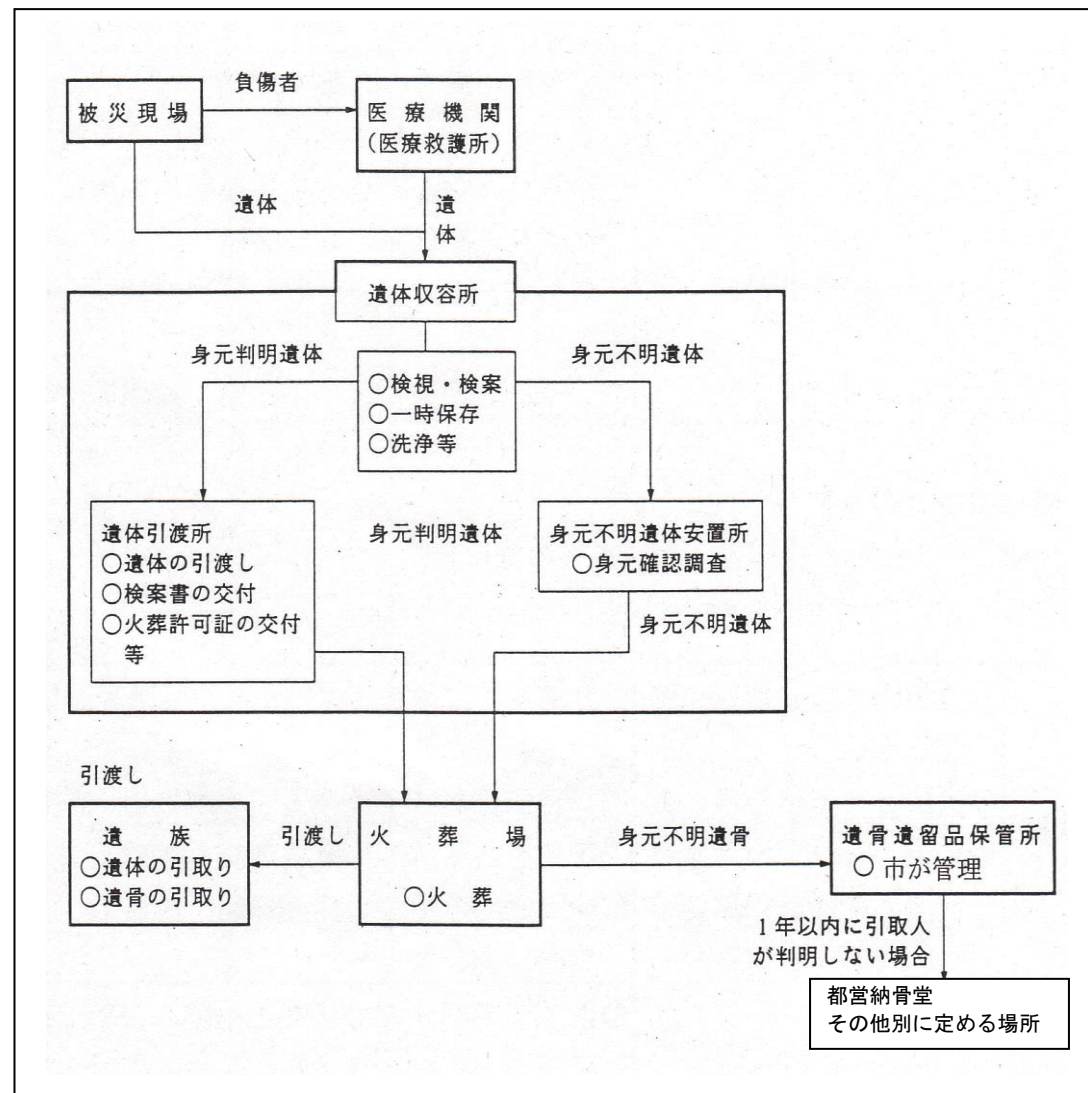 負傷者
被災現場
医療機関
(医療救護所)
遺体
遺体
遺体収容所
身元判明遺体
身元不明遺体
○検視・検案
○一時保存
○洗浄等
遺体引渡所
○遺体の引渡し
○検案書の交付
○火葬許可証の交付
等
身元判明遺体
身元不明遺体安置所
○身元確認調査
身元不明遺体
引渡し
遺族
○遺体の引取り
○遺骨の引取り
引渡し
火葬場
○火葬
身元不明遺骨
遺骨遺留品保管所
○ 市が管理
1年以内に引取人
が判明しない場合
都営納骨堂
その他別に定める場所